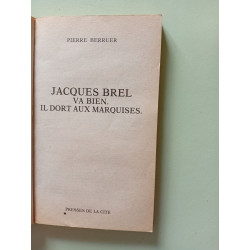 PIERRE BERRUER
JACQUES BREL
VA BIEN.
IL DORT AUX MARQUISES.
PRESSES DE LA CITÉ